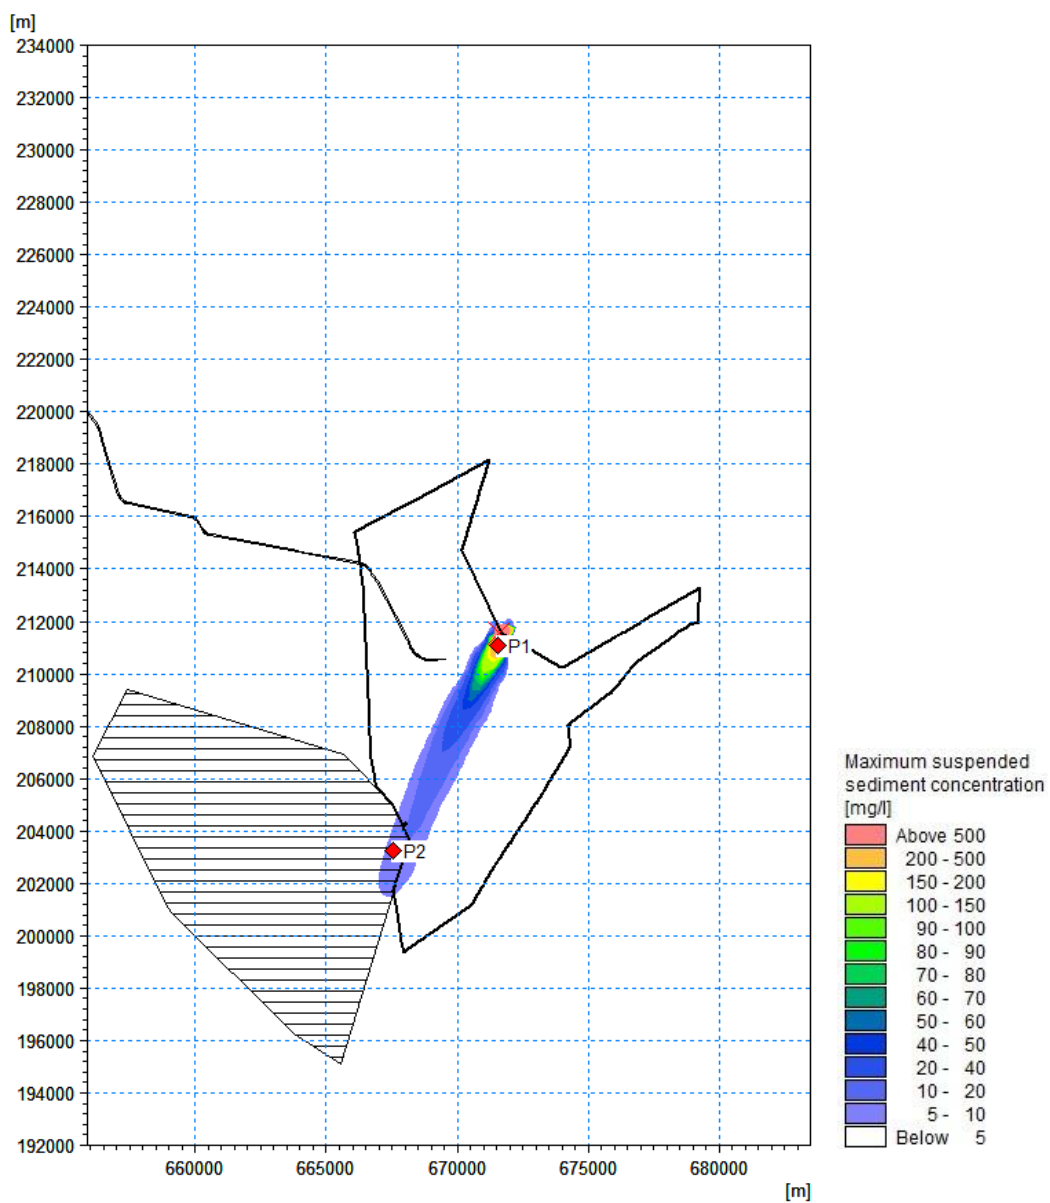 [m]
234000
232000
230000
228000
226000
224000
222000
220000
218000
216000
214000
212000
210000
208000
206000
204000
202000
200000
198000
196000
194000
192000
660000 665000 670000 675000 680000
[m]
P1
P2
Maximum suspended
sediment concentration
[mg/l]
Above 500
200 - 500
150 - 200
100 - 150
90 - 100
80 - 90
70 - 80
60 - 70
50 - 60
40 - 50
20 - 40
10 - 20
5 - 10
Below 5